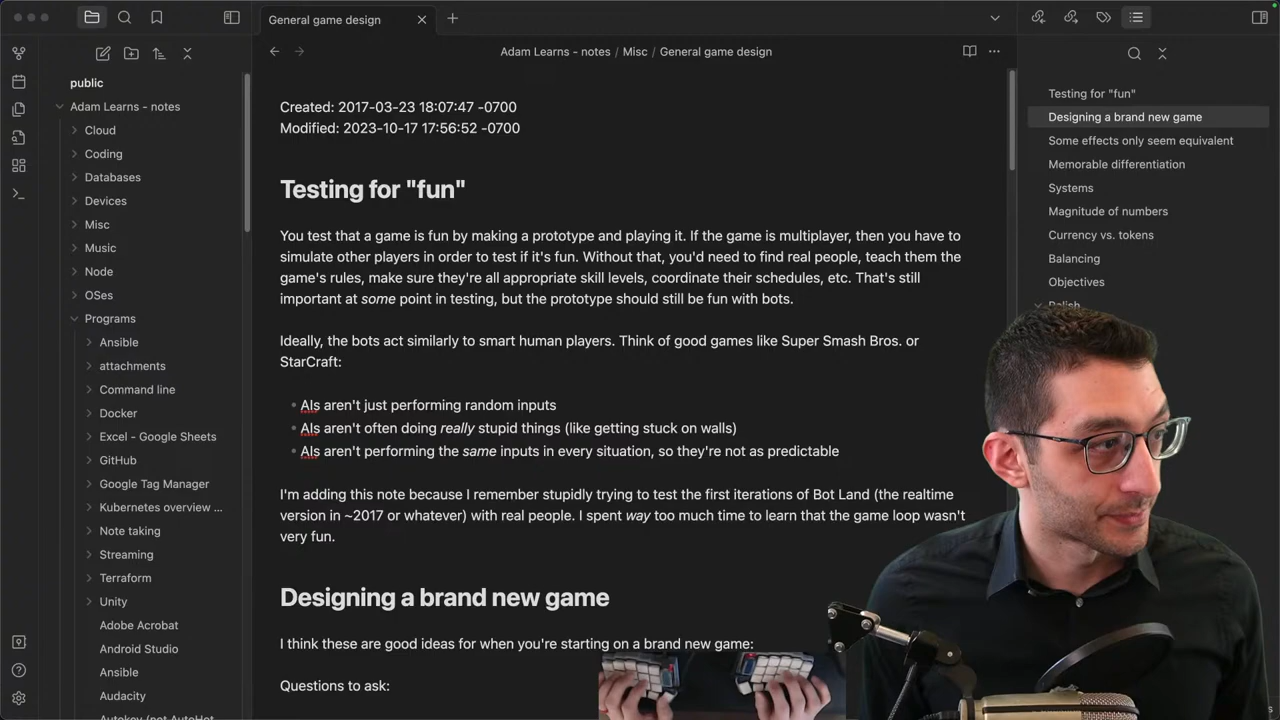 General game design
Adam Learns - notes / Misc / General game design
public
Adam Learns - notes
Cloud
Coding
Databases
Devices
Misc
Music
Node
OSes
Programs
Ansible
attachments
Command line
Docker
Excel - Google Sheets
GitHub
Google Tag Manager
Kubernetes overview ...
Note taking
Streaming
Terraform
Unity
Adobe Acrobat
Android Studio
Ansible
Audacity
Created: 2017-03-23 18:07:47 -0700
Modified: 2023-10-17 17:56:52 -0700
Testing for "fun"
You test that a game is fun by making a prototype and playing it. If the game is multiplayer, then you have to
simulate other players in order to test if it's fun. Without that, you'd need to find real people, teach them the
game's rules, make sure they're all appropriate skill levels, coordinate their schedules, etc. That's still
important at some point in testing, but the prototype should still be fun with bots.
Ideally, the bots act similarly to smart human players. Think of good games like Super Smash Bros. or
StarCraft:
AIs aren't just performing random inputs
AIs aren't often doing really stupid things (like getting stuck on walls)
AIs aren't performing the same inputs in every situation, so they're not as predictable
I'm adding this note because I remember stupidly trying to test the first iterations of Bot Land (the realtime
version in ~2017 or whatever) with real people. I spent way too much time to learn that the game loop wasn't
very fun.
Designing a brand new game
I think these are good ideas for when you're starting on a brand new game:
Questions to ask:
Testing for "fun"
Designing a brand new game
Some effects only seem equivalent
Memorable differentiation
Systems
Magnitude of numbers
Currency vs. tokens
Balancing
Objectives
Polish